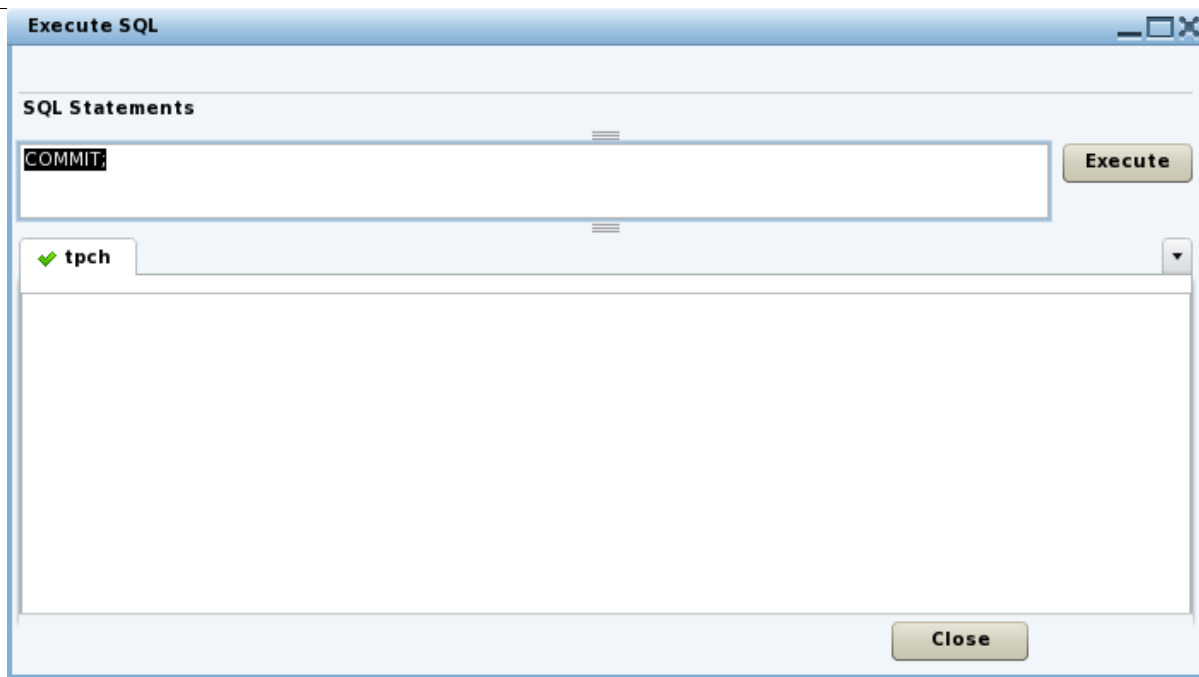 Execute SQL
SQL Statements
COMMIT;
Execute
tpch
Close